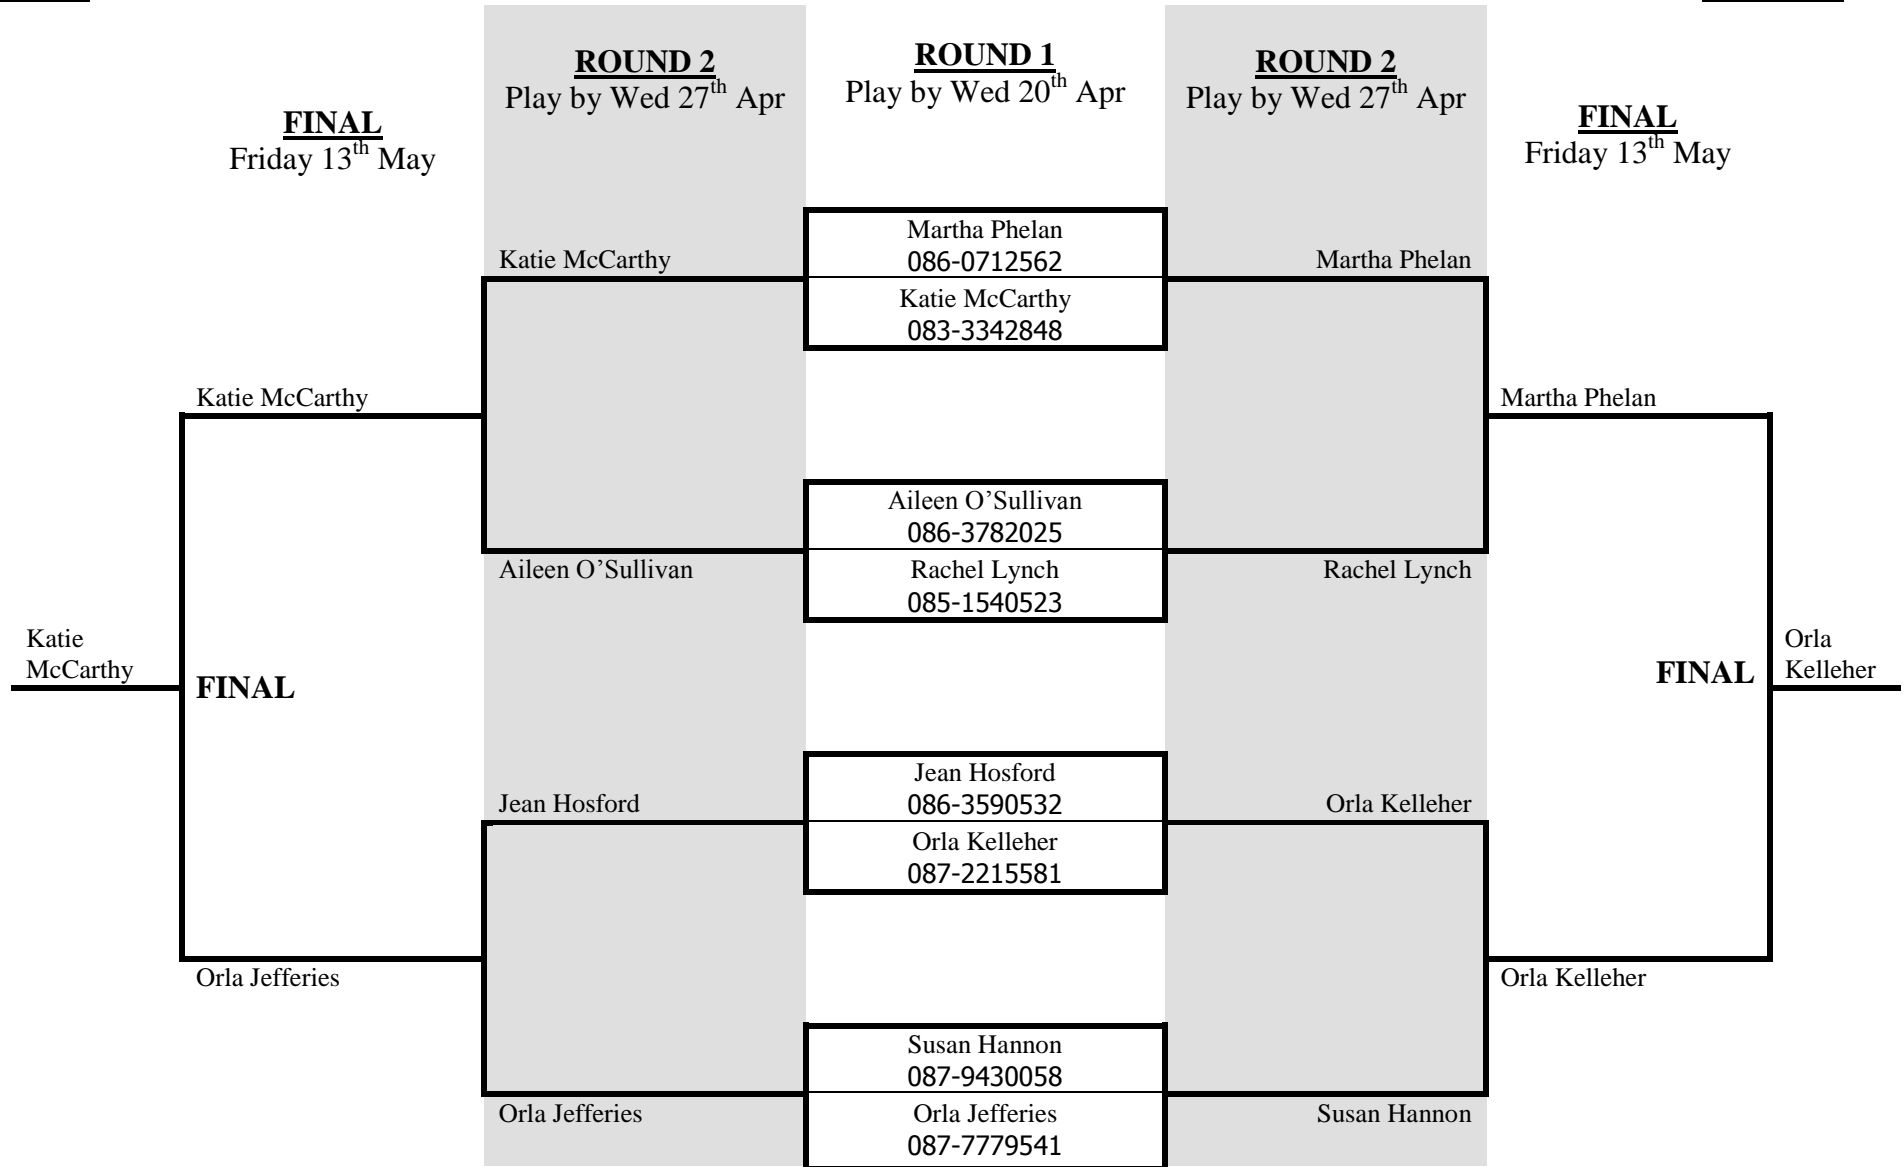 ROUND 2
Play by Wed 27th Apr
ROUND 1
Play by Wed 20th Apr
ROUND 2
Play by Wed 27th Apr
FINAL
Friday 13th May
FINAL
Friday 13th May
Martha Phelan
086-0712562
Katie McCarthy
083-3342848
Katie McCarthy
Martha Phelan
Katie McCarthy
Martha Phelan
Aileen O’Sullivan
086-3782025
Rachel Lynch
085-1540523
Aileen O’Sullivan
Rachel Lynch
Katie
McCarthy
FINAL
FINAL
Orla
Kelleher
Jean Hosford
086-3590532
Orla Kelleher
087-2215581
Jean Hosford
Orla Kelleher
Orla Jefferies
Orla Kelleher
Susan Hannon
087-9430058
Orla Jefferies
087-7779541
Orla Jefferies
Susan Hannon